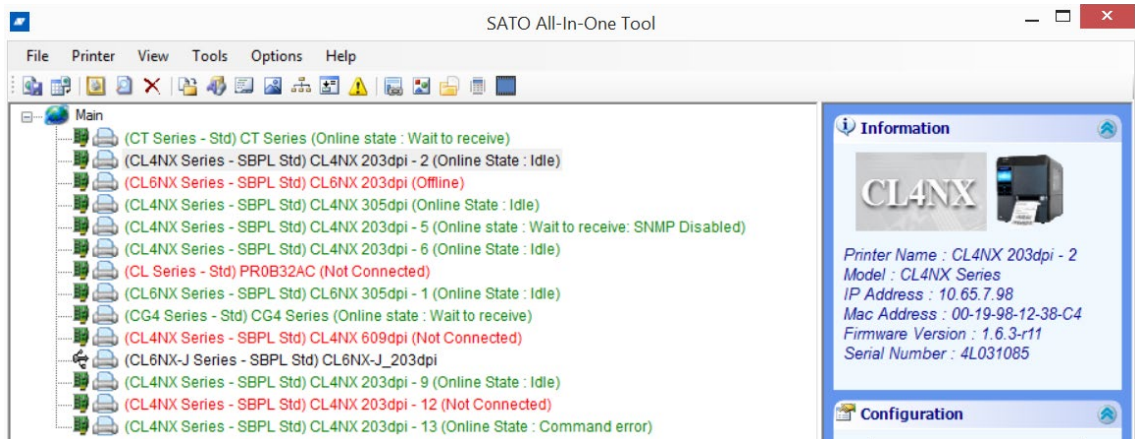 SATO All-In-One Tool
File Printer View Tools Options Help
Main
(CT Series - Std) CT Series (Online state : Wait to receive)
(CL4NX Series - SBPL Std) CL4NX 203dpi - 2 (Online State : Idle)
(CL6NX Series - SBPL Std) CL6NX 203dpi (Offline)
(CL4NX Series - SBPL Std) CL4NX 305dpi (Online State : Idle)
(CL4NX Series - SBPL Std) CL4NX 203dpi - 5 (Online state : Wait to receive: SNMP Disabled)
(CL4NX Series - SBPL Std) CL4NX 203dpi - 6 (Online State : Idle)
(CL Series - Std) PR0B32AC (Not Connected)
(CL6NX Series - SBPL Std) CL6NX 305dpi - 1 (Online State : Idle)
(CG4 Series - Std) CG4 Series (Online state : Wait to receive)
(CL4NX Series - SBPL Std) CL4NX 609dpi (Not Connected)
(CL6NX-J Series - SBPL Std) CL6NX-J_203dpi
(CL4NX Series - SBPL Std) CL4NX 203dpi - 9 (Online State : Idle)
(CL4NX Series - SBPL Std) CL4NX 203dpi - 12 (Not Connected)
(CL4NX Series - SBPL Std) CL4NX 203dpi - 13 (Online State : Command error)
Information
CL4NX
Printer Name : CL4NX 203dpi - 2
Model : CL4NX Series
IP Address : 10.65.7.98
Mac Address : 00-19-98-12-38-C4
Firmware Version : 1.6.3-r11
Serial Number : 4L031085
Configuration